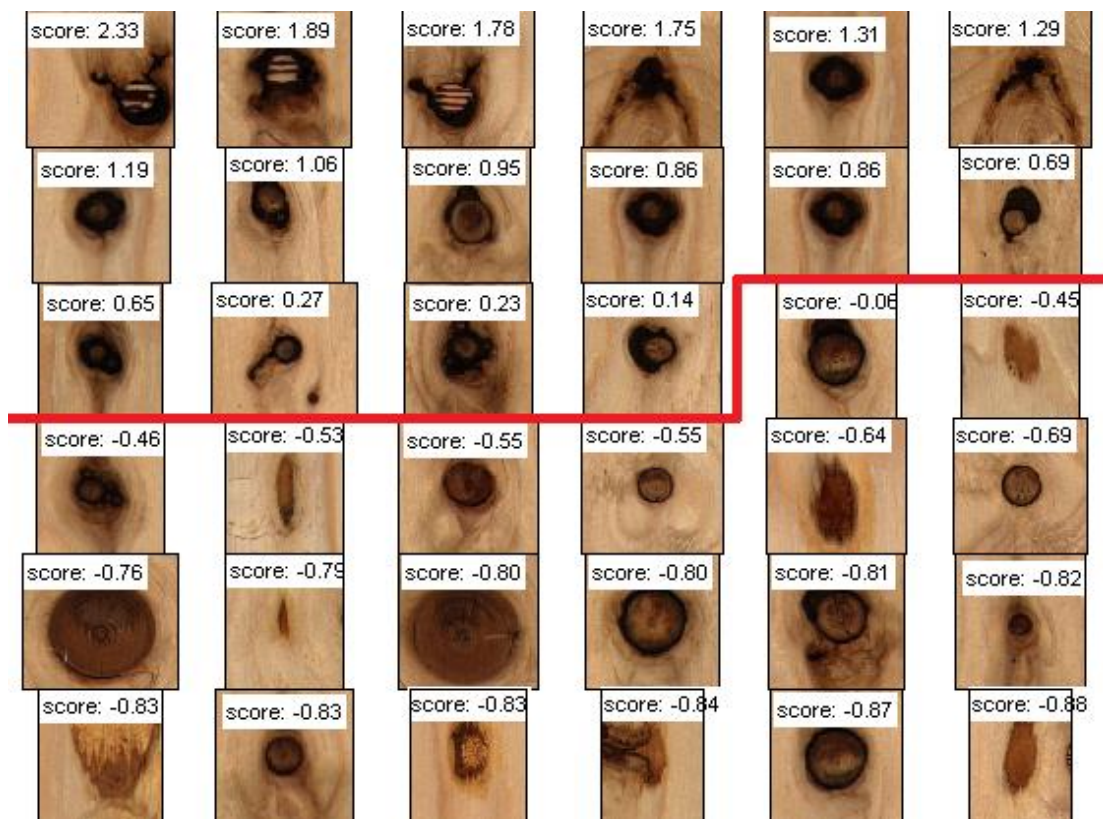 score: 2.33
score: 1.89
score: 1.78
score: 1.75
score: 1.31
score: 1.29
score: 1.19
score: 1.06
score: 0.95
score: 0.86
score: 0.86
score: 0.69
score: 0.65
score: 0.27
score: 0.23
score: 0.14
score: -0.06
score: -0.45
score: -0.46
score: -0.53
score: -0.55
score: -0.55
score: -0.64
score: -0.69
score: -0.76
score: -0.79
score: -0.80
score: -0.80
score: -0.81
score: -0.82
score: -0.83
score: -0.83
score: -0.83
score: -0.84
score: -0.87
score: -0.88